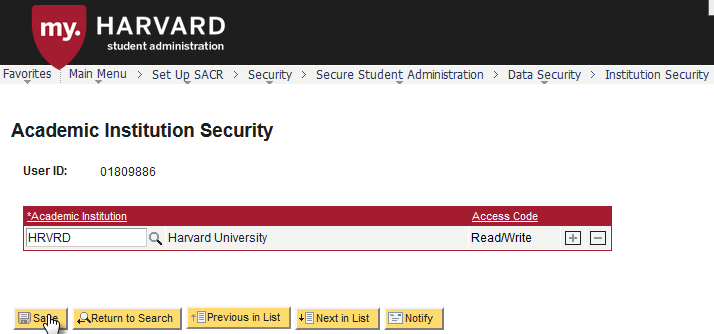 my. HARVARD
student administration
Favorites Main Menu > Set Up SACR > Security > Secure Student Administration > Data Security > Institution Security
Academic Institution Security
User ID: 01809886
*Academic Institution Access Code
HRVRD Harvard University Read/Write
Return to Search Previous in List Next in List Notify